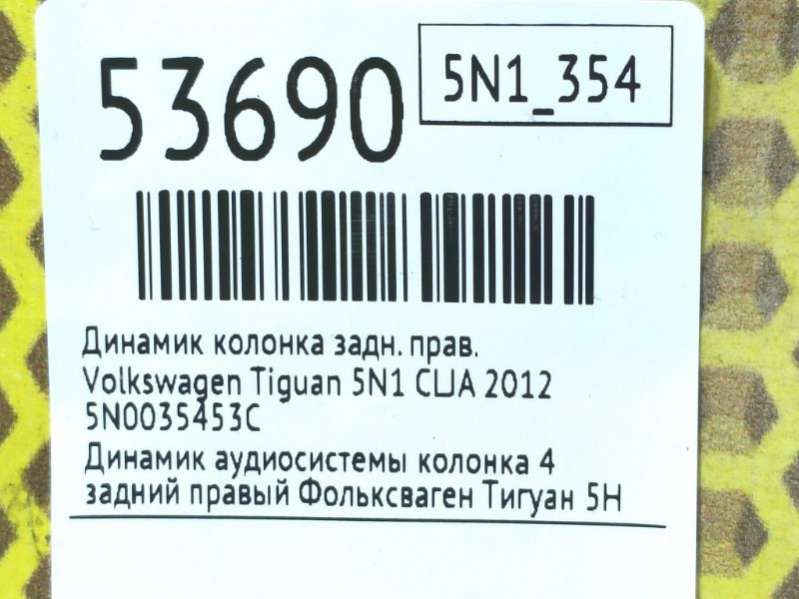 53690
5N1_354
Динамик колонка задн. прав.
Volkswagen Tiguan 5N1 CЦA 2012
5N0035453C
Динамик аудиосистемы колонка 4
задний правый Фольксваген Тигуан 5Н